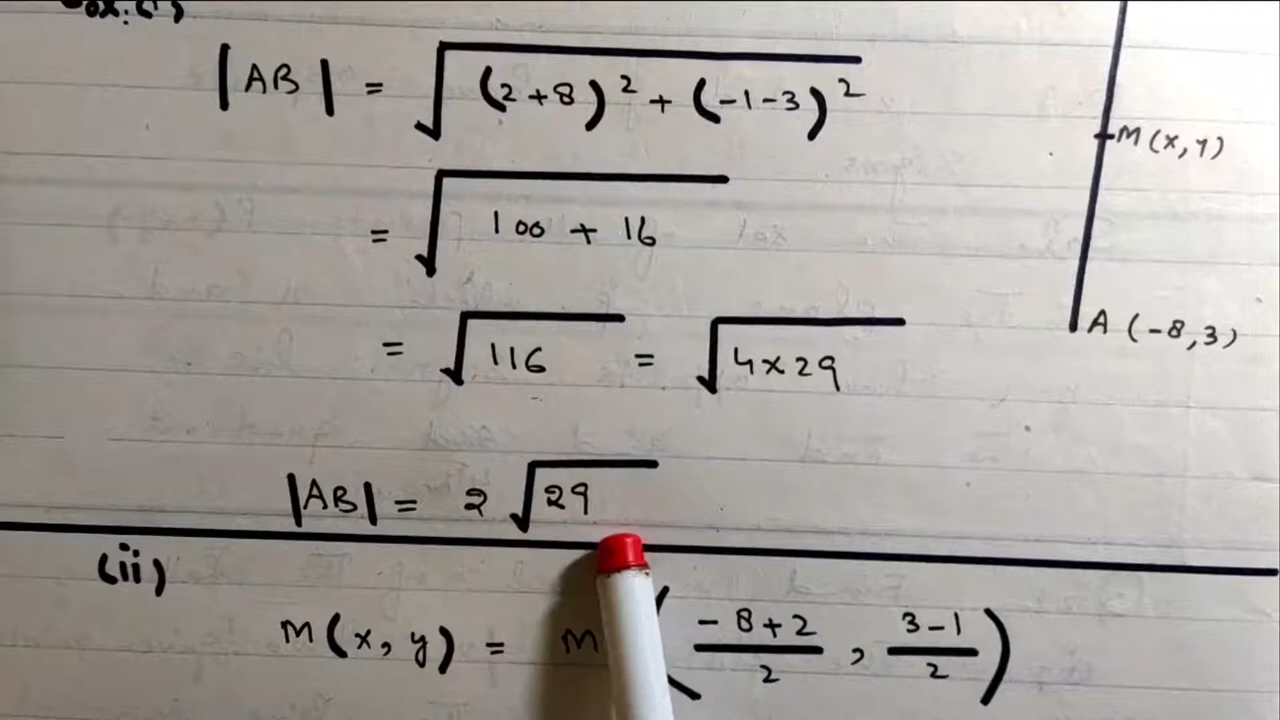 |AB| = √(2+8)² + (-1-3)²
= √100 + 16
= √116 = √4×29
|AB| = 2 √29
(ii)
M(x, y) = M (-8+2/2, 3-1/2)
M(x,y)
A (-8,3)